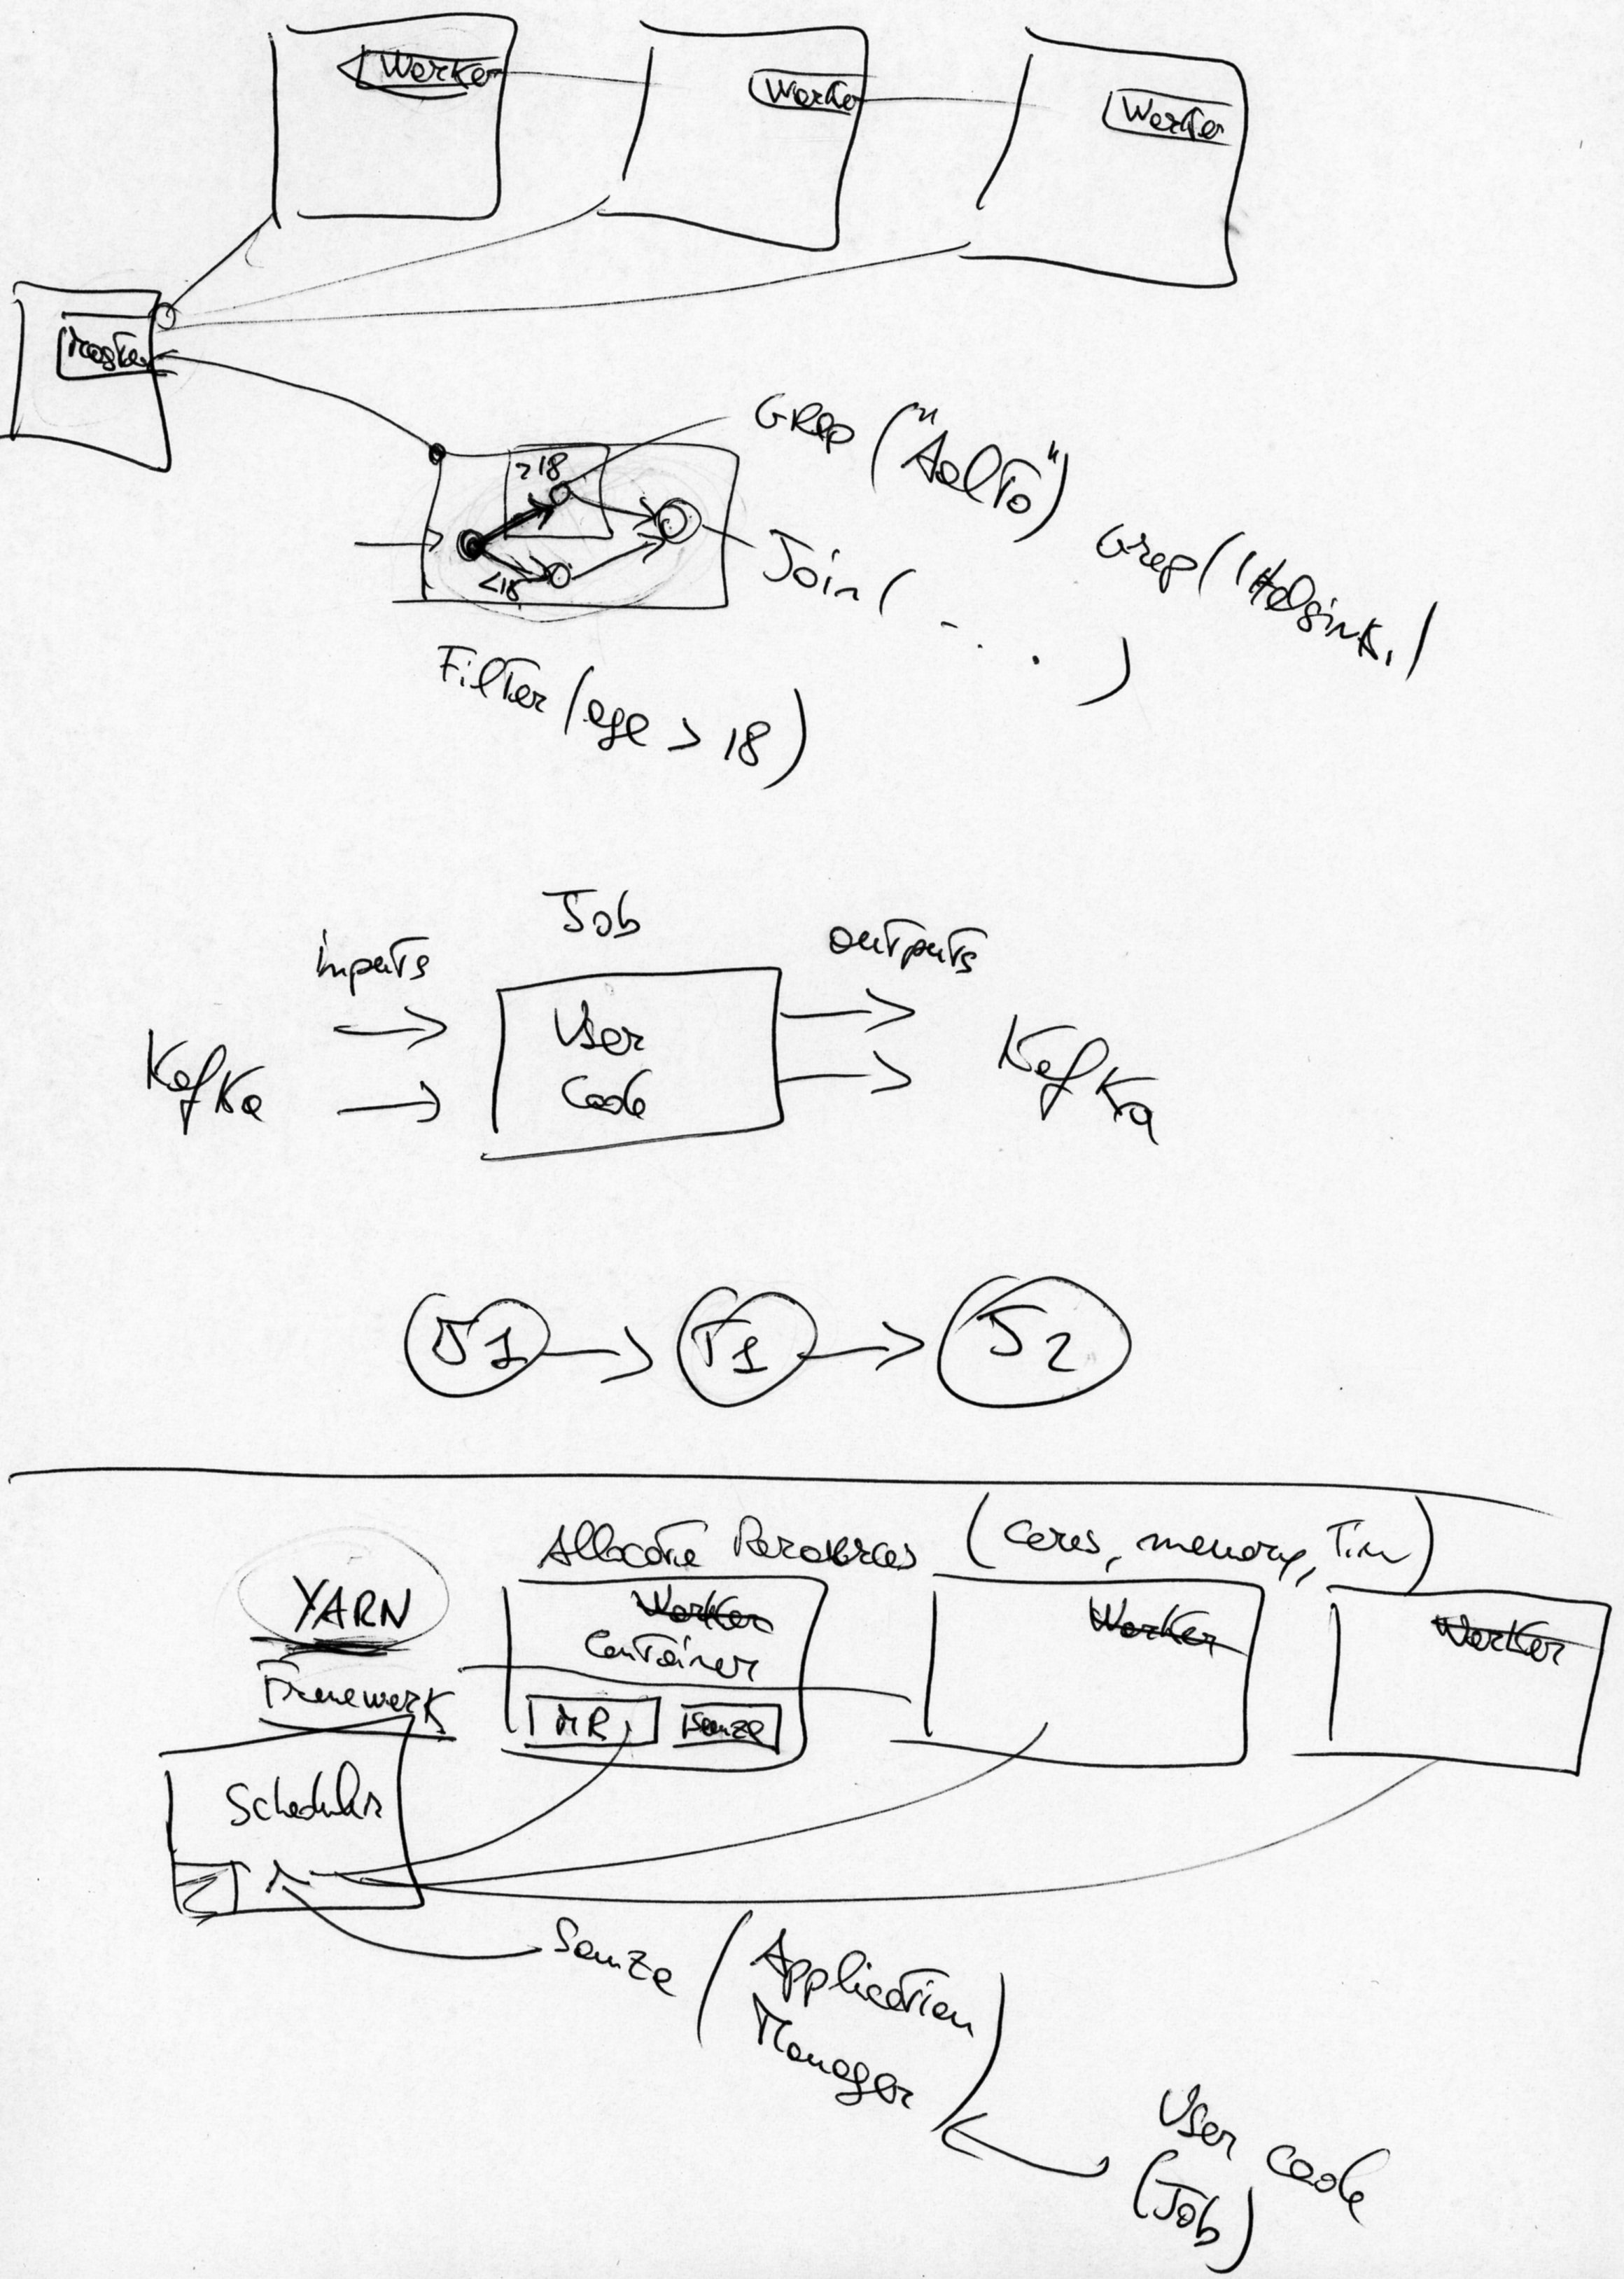 Worker
Worker
Worker
Master
>18
<18
Grep ("Aalto")
Grep ("Helsinki)
Join ( - . . )
Filter (age > 18)
Job
inputs
outputs
User
Code
Kafka
Kafka
J1
J2
Allocate Resources (cores, memory, Tim)
YARN
Framework
Worker
Container
MR
Samza
Worker
Worker
Scheduler
Samza (Application
Manager)
User code
(Job)